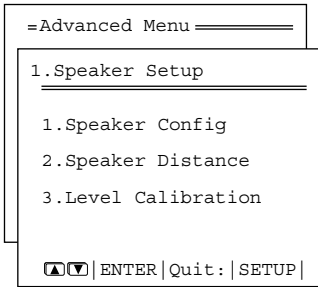 =Advanced Menu
1.Speaker Setup
1.Speaker Config
2.Speaker Distance
3.Level Calibration
▲▼|ENTER|Quit:|SETUP|